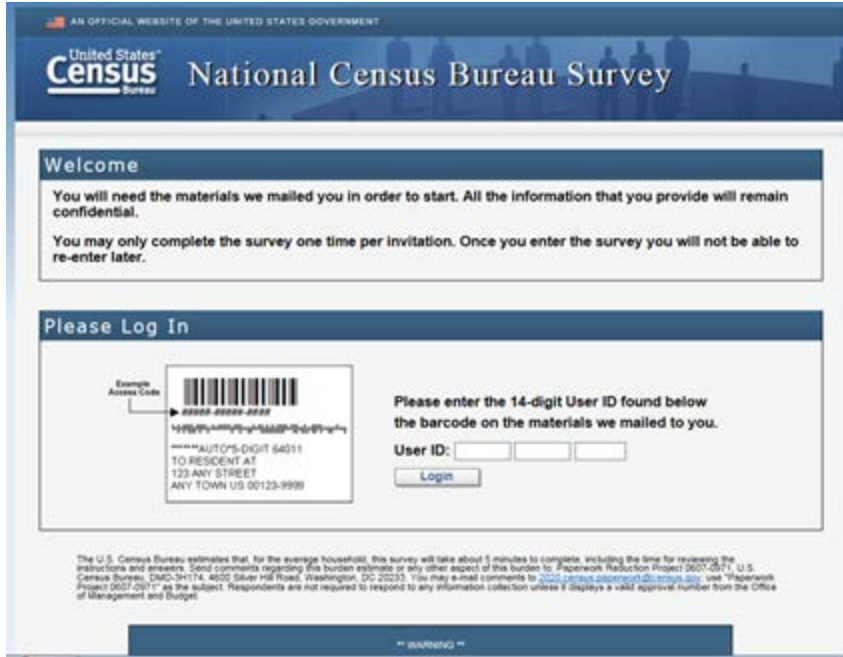 AN OFFICIAL WEBSITE OF THE UNITED STATES GOVERNMENT
United States™
Census
Bureau
National Census Bureau Survey
Welcome
You will need the materials we mailed you in order to start. All the information that you provide will remain
confidential.
You may only complete the survey one time per invitation. Once you enter the survey you will not be able to
re-enter later.
Please Log In
Example
Access Code
#####-#####-####
AUTO*5-DIGIT 64011
TO RESIDENT AT
123 ANY STREET
ANY TOWN US 00123-9999
Please enter the 14-digit User ID found below
the barcode on the materials we mailed to you.
User ID:
Login
The U.S. Census Bureau estimates that, for the average household, this survey will take about 5 minutes to complete, including the time for reviewing the
instructions and answers. Send comments regarding this burden estimate or any other aspect of this burden to: Paperwork Reduction Project 0607-0971, U.S.
Census Bureau, DMD-3H174, 4600 Silver Hill Road, Washington, DC 20233. You may e-mail comments to 2020.census.paperwork@census.gov; use "Paperwork
Project 0607-0971" as the subject. Respondents are not required to respond to any information collection unless it displays a valid approval number from the Office
of Management and Budget.
** WARNING **